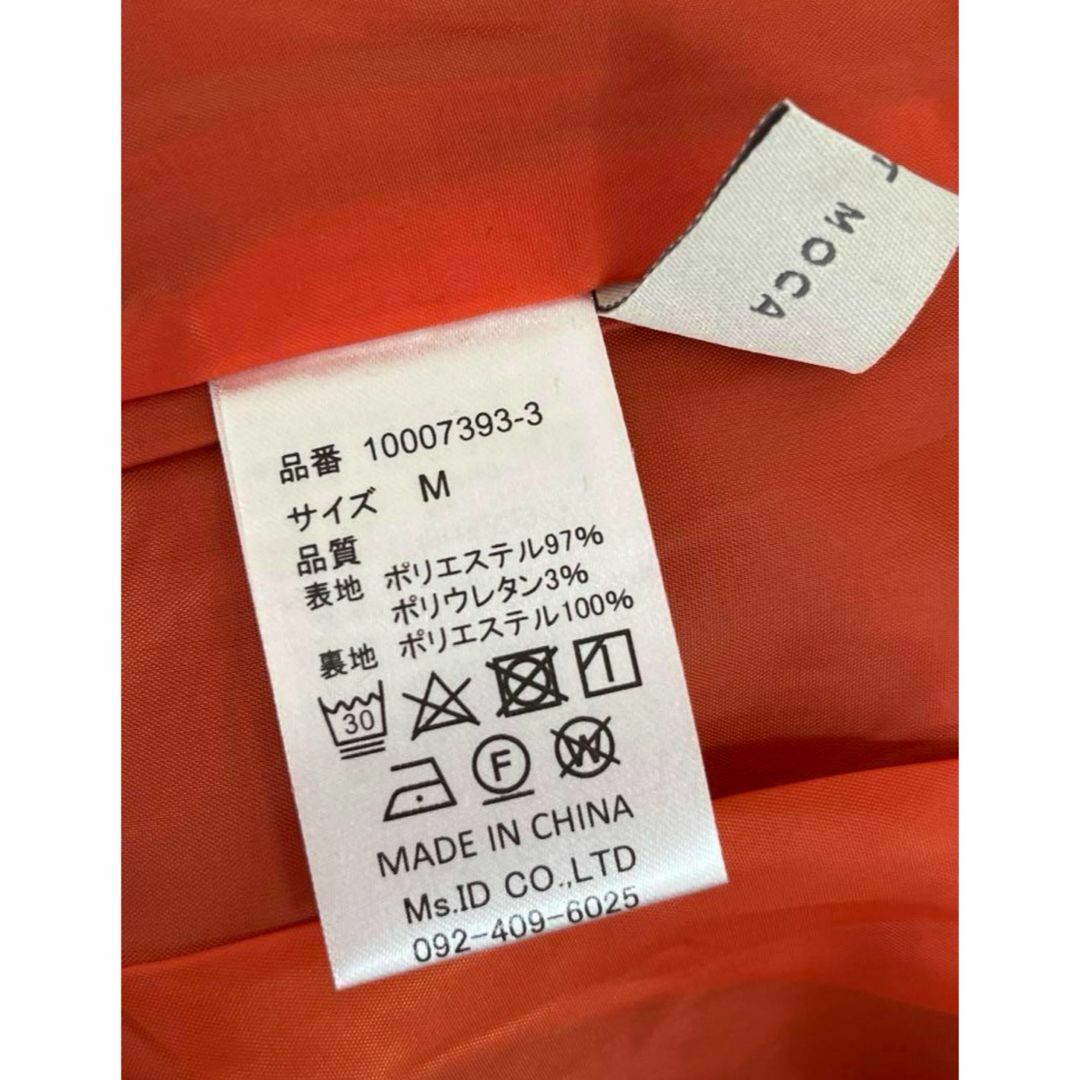 T MOCA
品番 10007393-3
サイズ M
品質
表地 ポリエステル97%
ポリウレタン3%
裏地 ポリエステル100%
30
F
W
MADE IN CHINA
Ms.ID CO.,LTD
092-409-6025